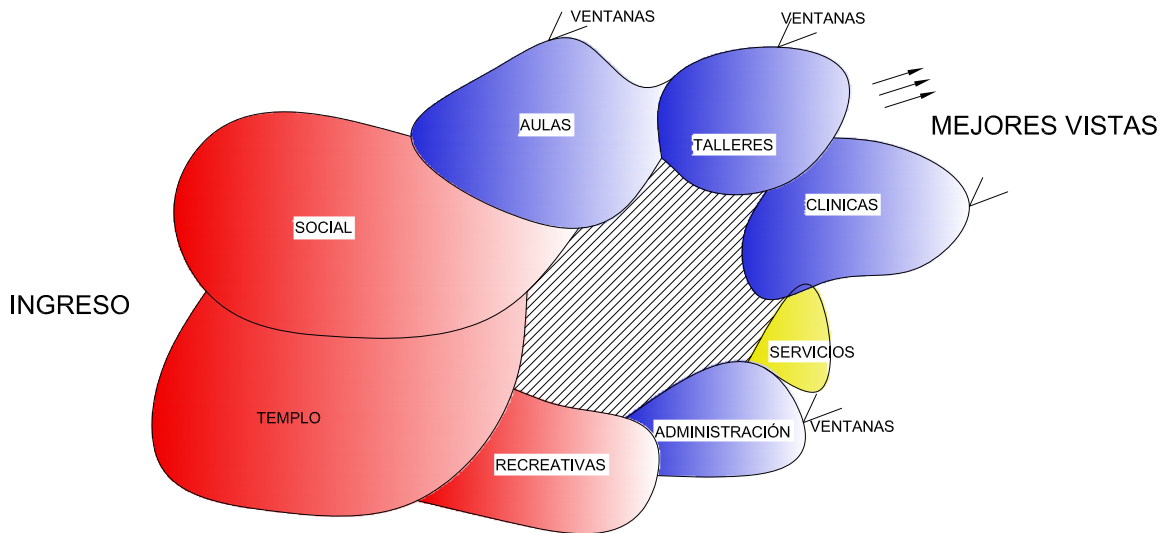 VENTANAS
VENTANAS
AULAS
TALLERES
MEJORES VISTAS
CLINICAS
SOCIAL
INGRESO
SERVICIOS
TEMPLO
ADMINISTRACIÓN
VENTANAS
RECREATIVAS